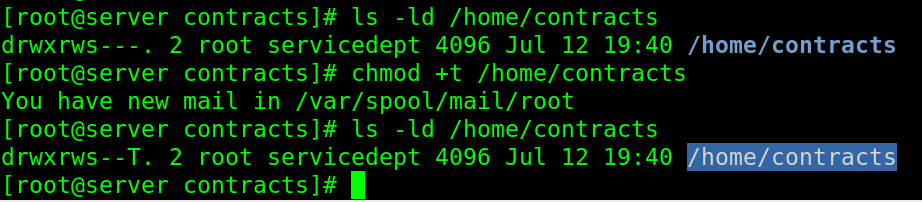 [root@server contracts]# ls -ld /home/contracts
drwxrws---. 2 root servicedept 4096 Jul 12 19:40 /home/contracts
[root@server contracts]# chmod +t /home/contracts
You have new mail in /var/spool/mail/root
[root@server contracts]# ls -ld /home/contracts
drwxrws--T. 2 root servicedept 4096 Jul 12 19:40 /home/contracts
[root@server contracts]#